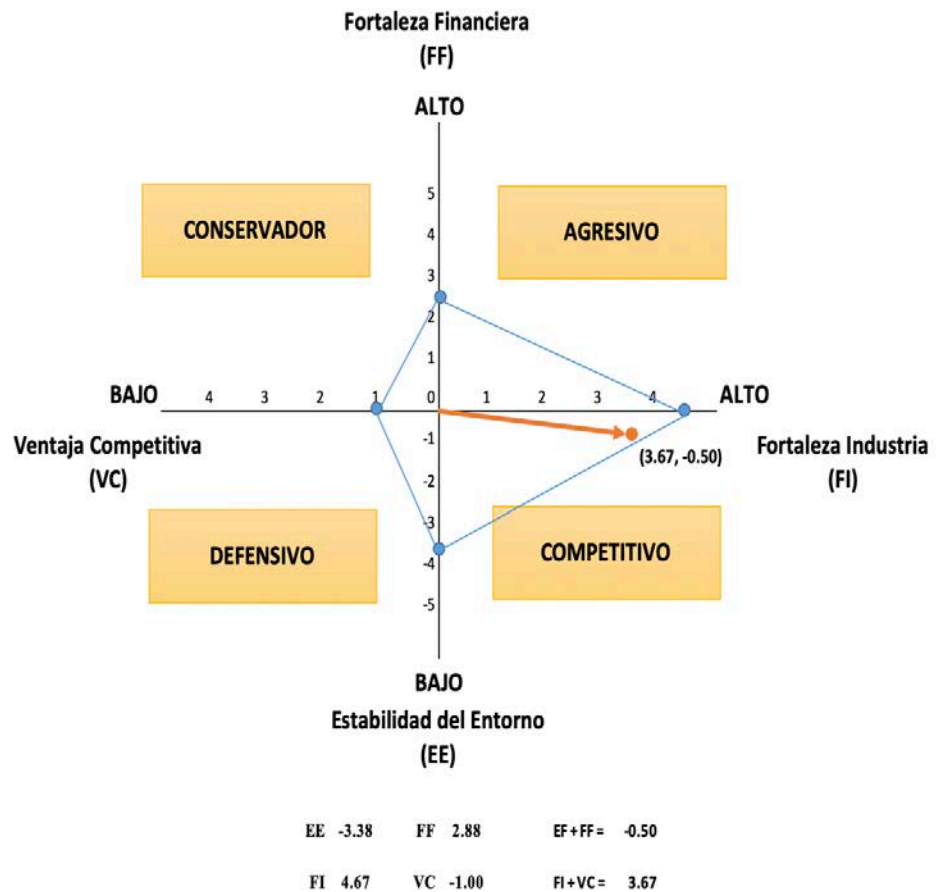 Fortaleza Financiera
(FF)
ALTO
5
CONSERVADOR
AGRESIVO
4
3
2
1
BAJO
4
3
2
1
0
1
2
3
4
ALTO
-1
Ventaja Competitiva
(VC)
(3.67, -0.50)
Fortaleza Industria
(FI)
-2
-3
DEFENSIVO
COMPETITIVO
-4
-5
BAJO
Estabilidad del Entorno
(EE)
EE -3.38 FF 2.88 EF+FF= -0.50
FI 4.67 VC -1.00 FI+VC= 3.67